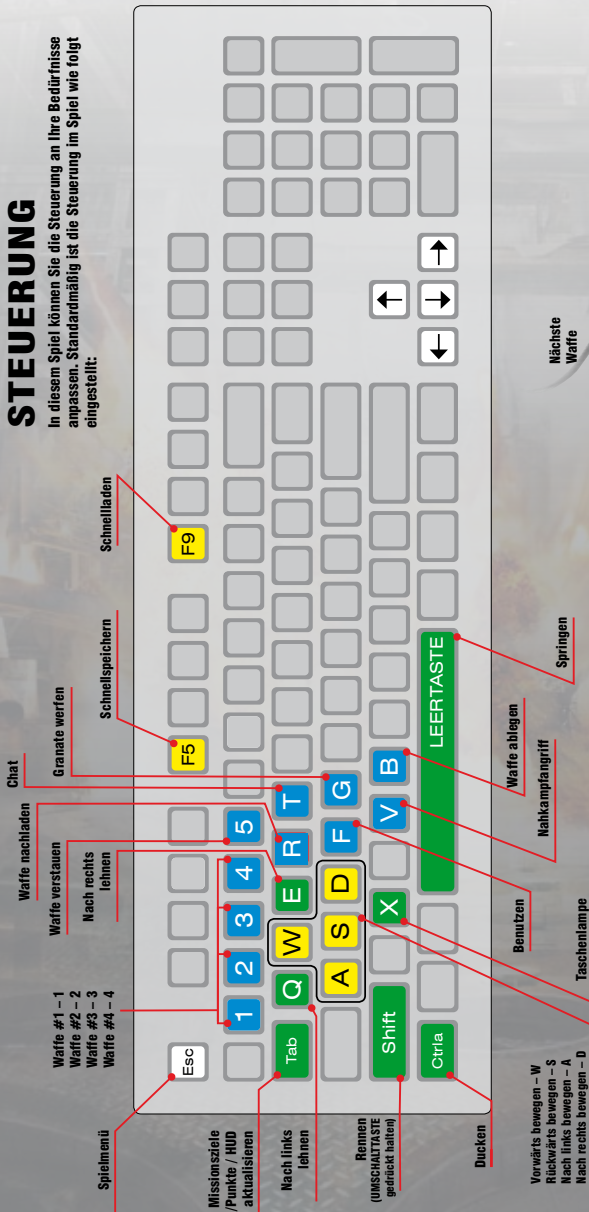 STEUERUNG
In diesem Spiel können Sie die Steuerung an Ihre Bedürfnisse
anpassen. Standardmäßig ist die Steuerung im Spiel wie folgt
eingestellt:
Chat
Waffe nachladen
Granate werfen
Waffe verstauen
Schnellspeichern
Schnellladen
Nach rechts
lehnen
Waffe #1 – 1
Waffe #2 – 2
Waffe #3 – 3
Waffe #4 – 4
Spielmenü
Missionsziele
/Punkte / HUD
aktualisieren
Nach links
lehnen
Rennen
(UMSCHALTTASTE
gedrückt halten)
Ducken
Esc
F5
F9
1
2
3
4
5
Tab
Q
W
E
R
T
A
S
D
F
G
Shift
X
V
B
Ctrla
LEERTASTE
↑
← ↓ →
Vorwärts bewegen – W
Rückwärts bewegen – S
Nach links bewegen – A
Nach rechts bewegen – D
Taschenlampe
Benutzen
Nahkampfangriff
Waffe ablegen
Springen
Nächste
Waffe